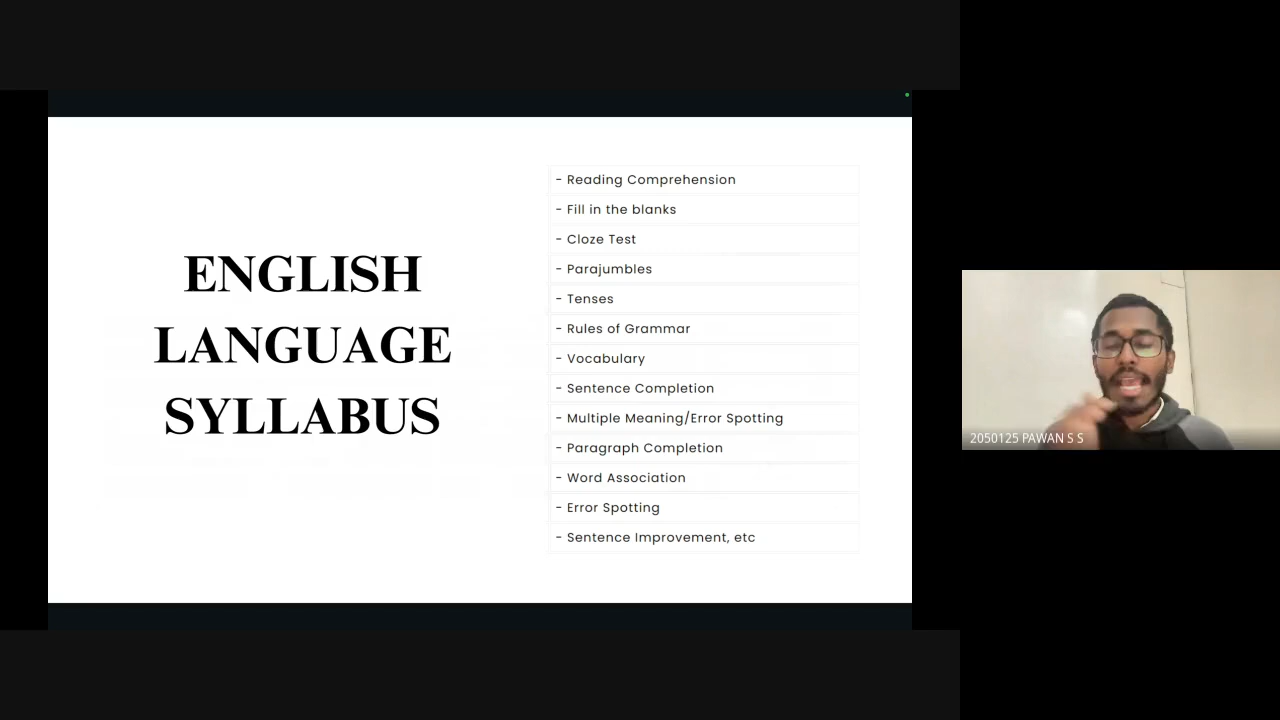 ENGLISH
LANGUAGE
SYLLABUS
- Reading Comprehension
- Fill in the blanks
- Cloze Test
- Parajumbles
- Tenses
- Rules of Grammar
- Vocabulary
- Sentence Completion
- Multiple Meaning/Error Spotting
- Paragraph Completion
- Word Association
- Error Spotting
- Sentence Improvement, etc
2050125 PAWAN S S